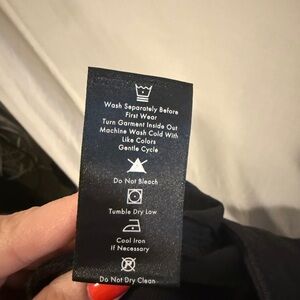 Wash Separately Before
First Wear
Turn Garment Inside Out
Machine Wash Cold With
Like Colors
Gentle Cycle
Do Not Bleach
Tumble Dry Low
Cool Iron
If Necessary
Do Not Dry Clean